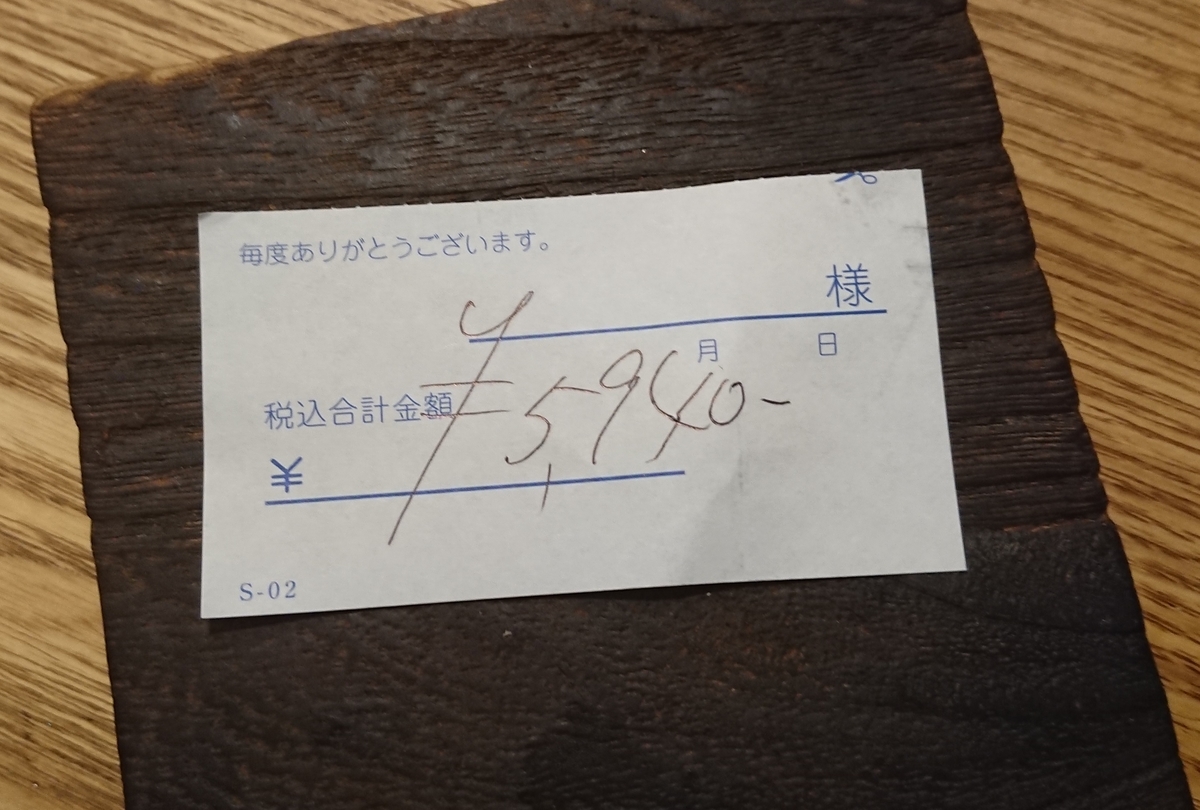 毎度ありがとうございます。
様
月 日
税込合計金額
¥5,940-
¥
S-02